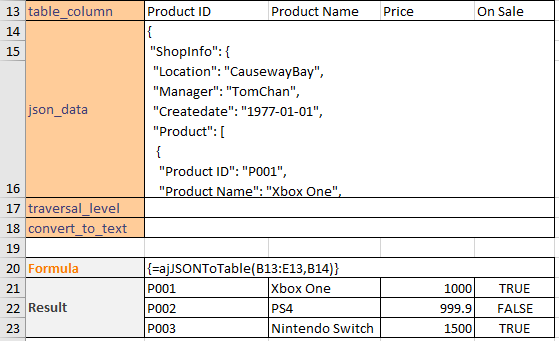 13 table_column Product ID Product Name Price On Sale
14 {
15 "ShopInfo": {
"Location": "CausewayBay",
"Manager": "TomChan",
json_data "Createdate": "1977-01-01",
"Product": [
{
"Product ID": "P001",
16 "Product Name": "Xbox One",
17 traversal_level
18 convert_to_text
19
20 Formula {=ajJSONToTable(B13:E13,B14)}
21 P001 Xbox One 1000 TRUE
22 Result P002 PS4 999.9 FALSE
23 P003 Nintendo Switch 1500 TRUE